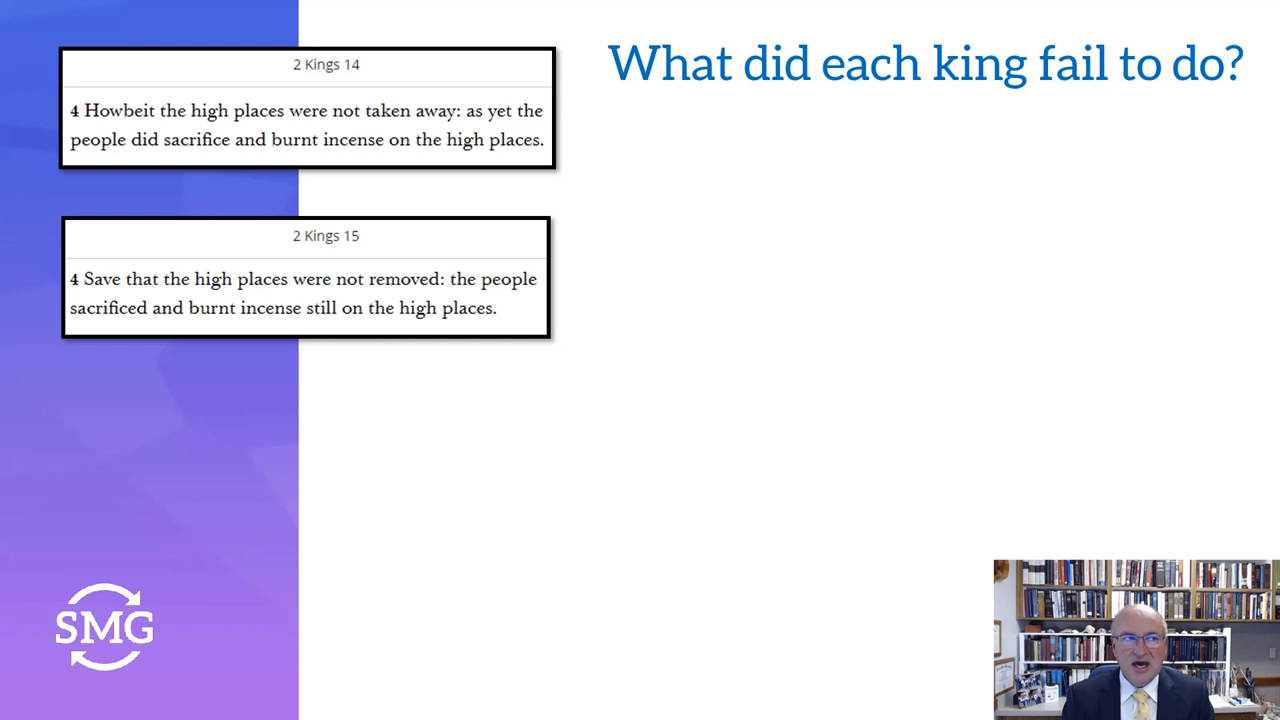 What did each king fail to do?
2 Kings 14
4 Howbeit the high places were not taken away: as yet the
people did sacrifice and burnt incense on the high places.
2 Kings 15
4 Save that the high places were not removed: the people
sacrificed and burnt incense still on the high places.
SMG